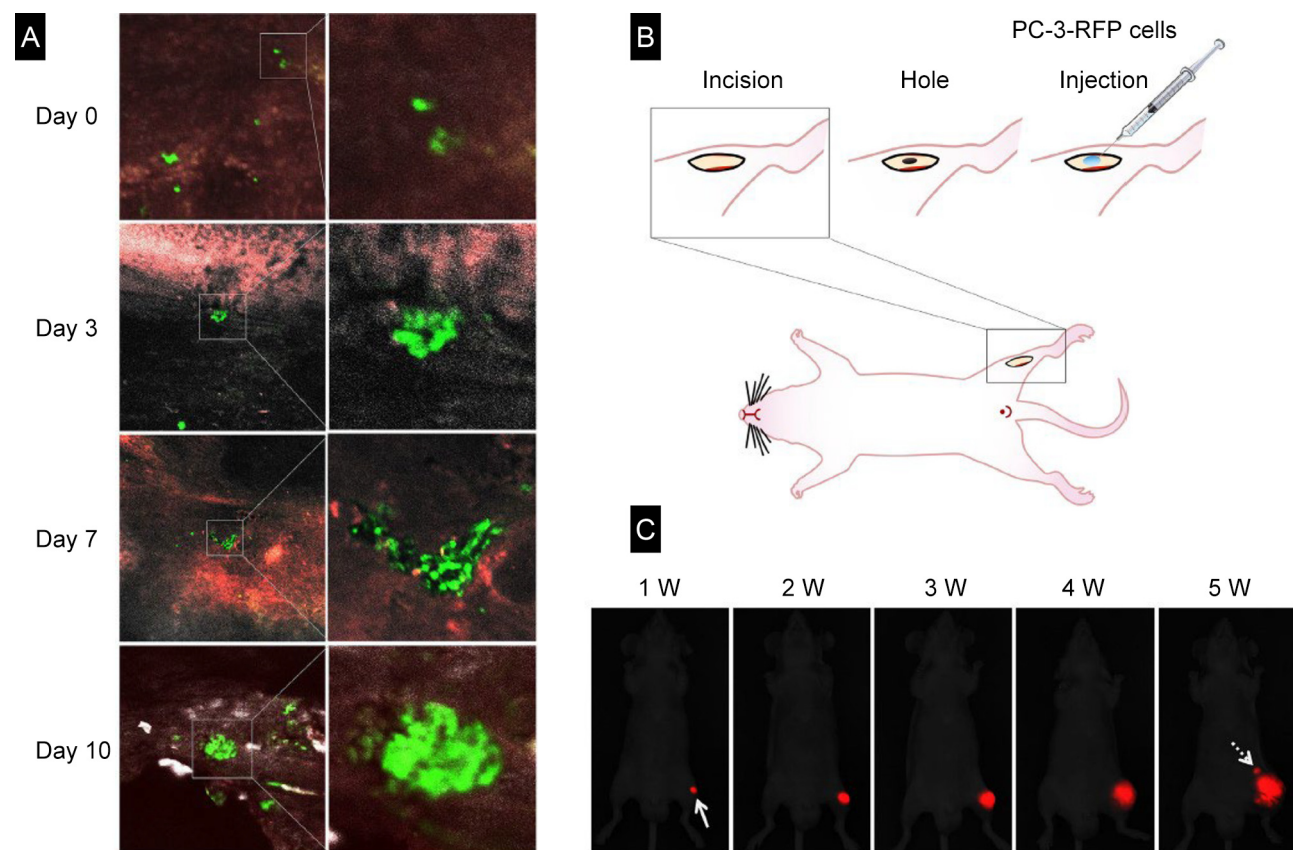 A
Day 0
Day 3
Day 7
Day 10
B
PC-3-RFP cells
Incision
Hole
Injection
C
1 W
2 W
3 W
4 W
5 W